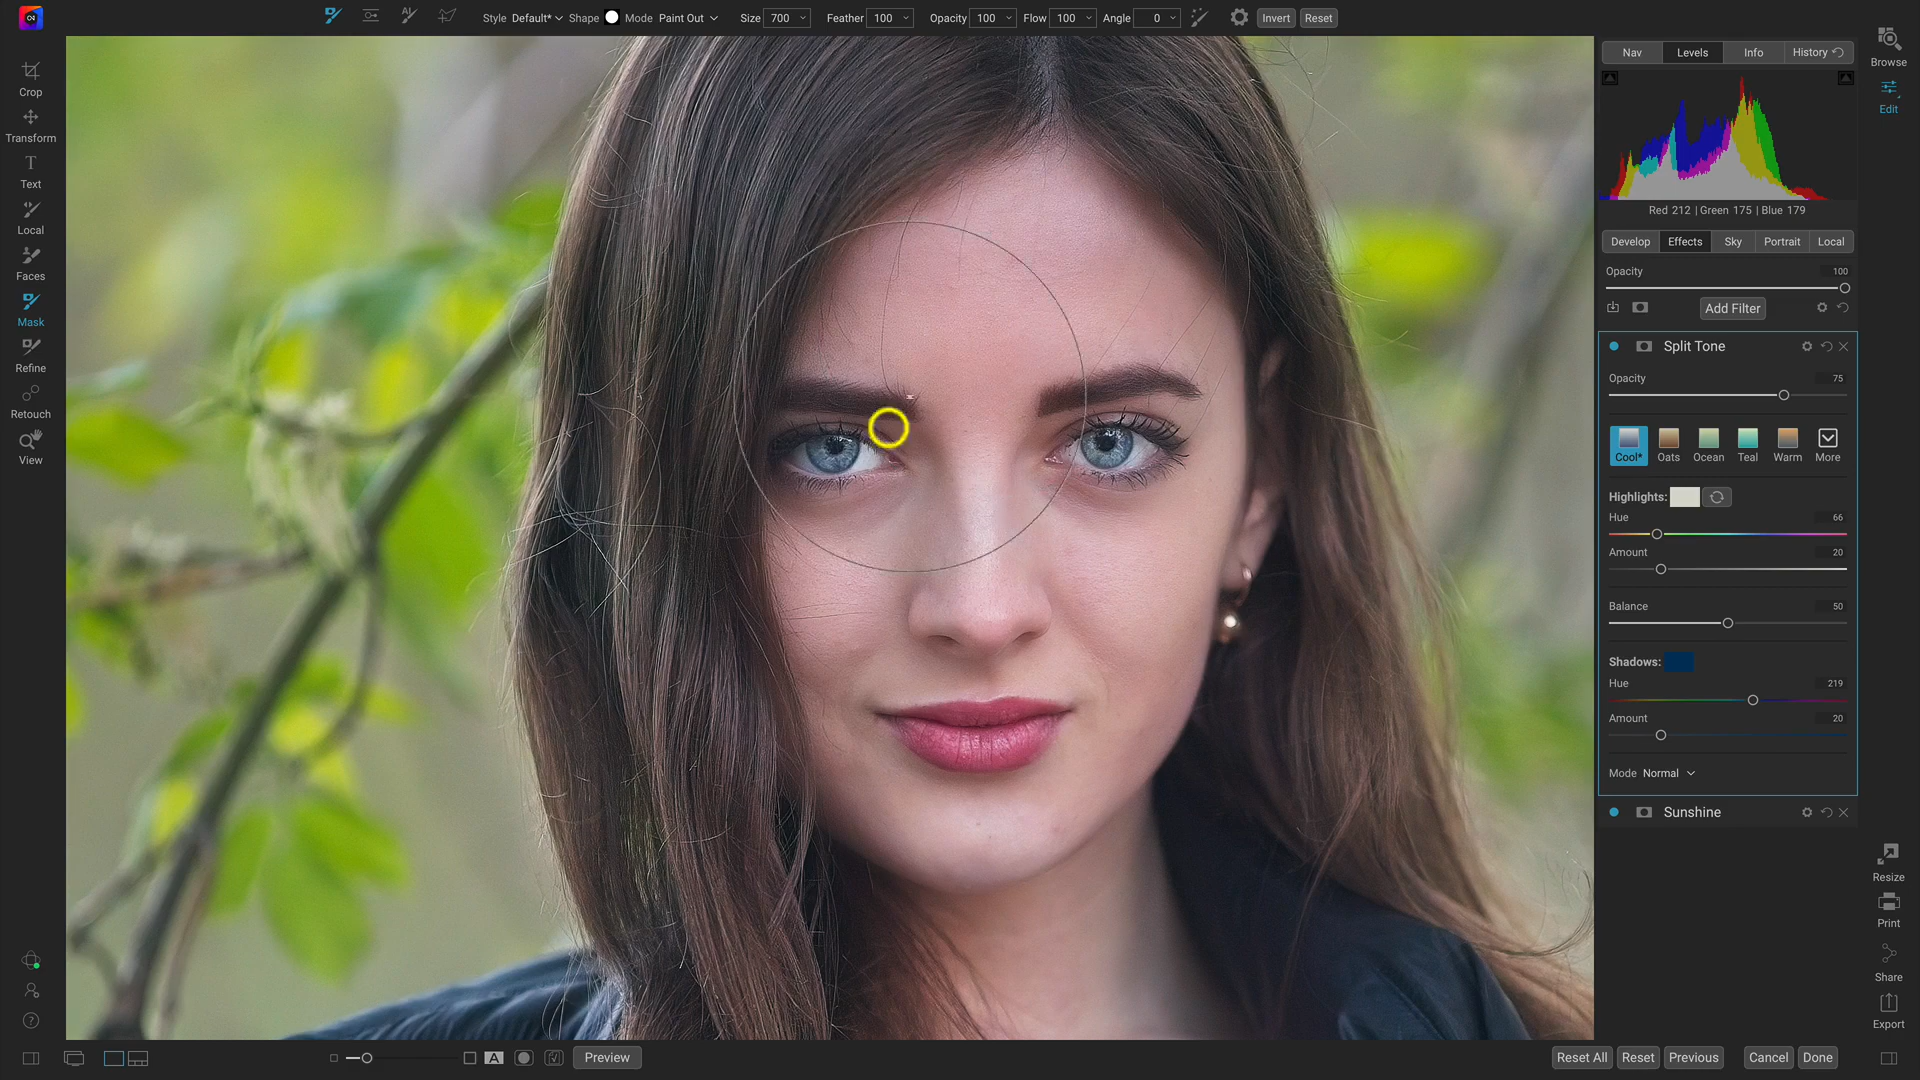 Style Default* Shape Mode Paint Out Size 700 Feather 100 Opacity 100 Flow 100 Angle 0 Invert Reset
Crop
Transform
Text
Local
Faces
Mask
Refine
Retouch
View
Nav Levels Info History
Red 212 | Green 175 | Blue 179
Develop Effects Sky Portrait Local
Opacity 100
Add Filter
Split Tone
Opacity 75
Cool* Oats Ocean Teal Warm More
Highlights:
Hue 66
Amount 20
Balance 50
Shadows:
Hue 219
Amount 20
Mode Normal
Sunshine
Browse
Edit
Resize
Print
Share
Export
A Preview
Reset All Reset Previous Cancel Done